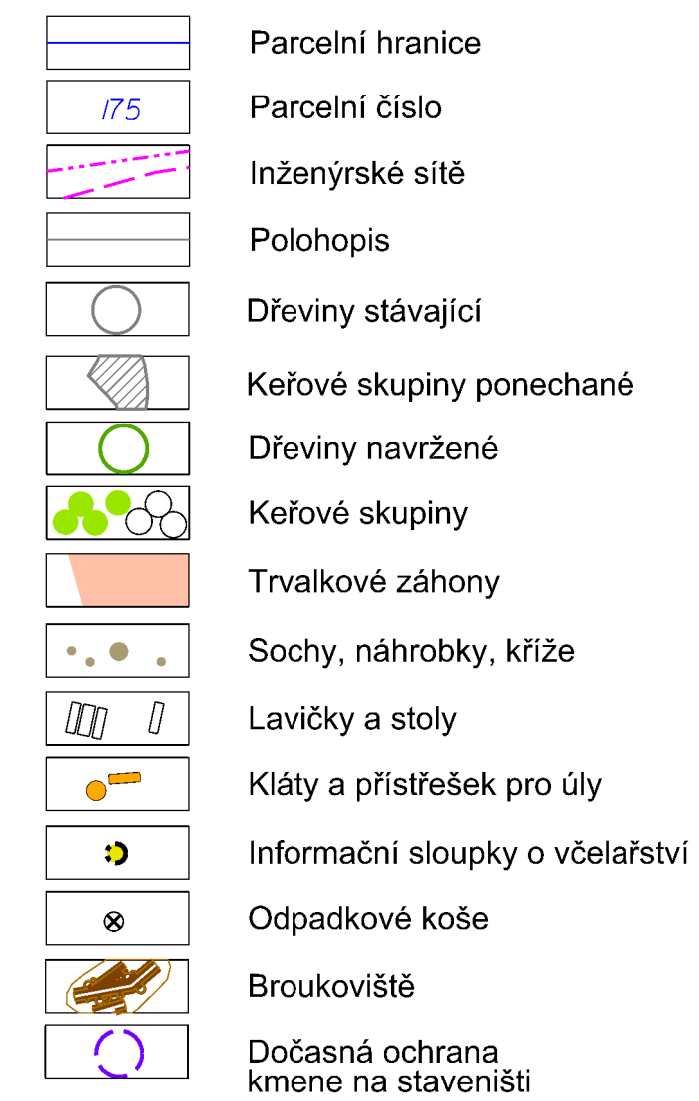 Parcelní hranice
175 Parcelní číslo
Inženýrské sítě
Polohopis
Dřeviny stávající
Keřové skupiny ponechané
Dřeviny navržené
Keřové skupiny
Trvalkové záhony
Sochy, náhrobky, kříže
Lavičky a stoly
Kláty a přístřešek pro úly
Informační sloupky o včelařství
Odpadkové koše
Broukoviště
Dočasná ochrana
kmene na staveništi